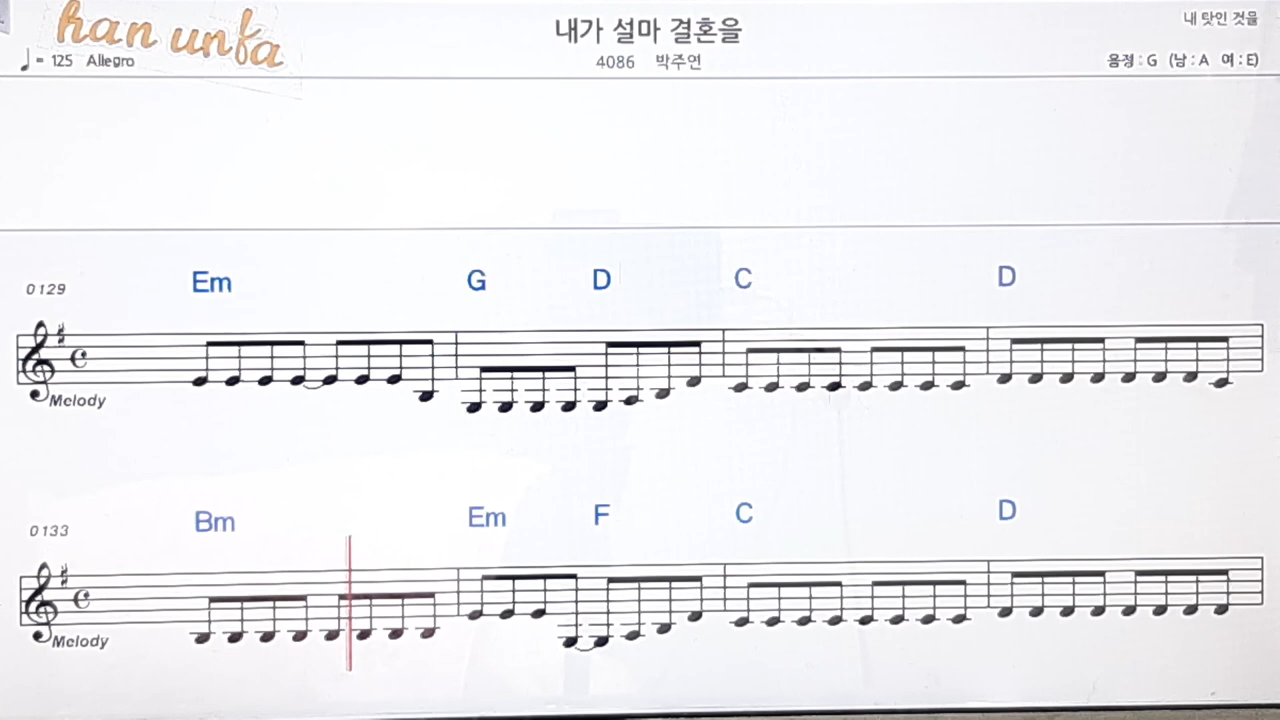 han unfa
♩= 125 Allegro
내가 설마 결혼을
4086 박주연
내 탓인 것을
음정 : G (남 : A 여 : E)
0129
Em G D C D
Melody
0133
Bm Em F C D
Melody